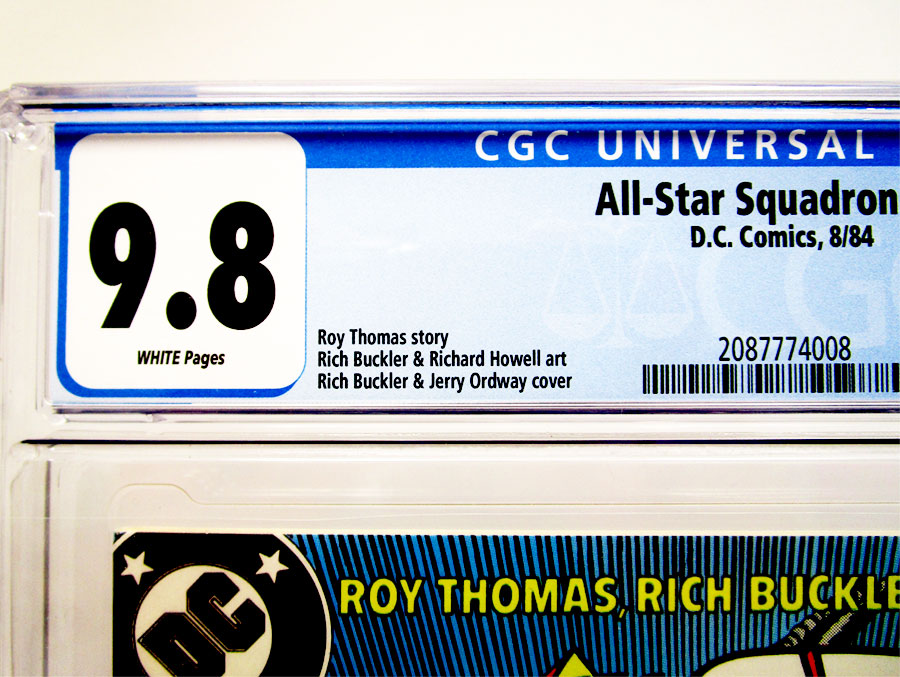 CGC UNIVERSAL
All-Star Squadron
D.C. Comics, 8/84
9.8
WHITE Pages
Roy Thomas story
Rich Buckler & Richard Howell art
Rich Buckler & Jerry Ordway cover
2087774008
CG
DC
ROY THOMAS, RICH BUCKLE